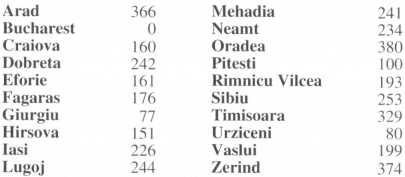 Arad 366 Mehadia 241
Bucharest 0 Neamt 234
Craiova 160 Oradea 380
Dobreta 242 Pitesti 100
Eforie 161 Rimnicu Vilcea 193
Fagaras 176 Sibiu 253
Giurgiu 77 Timisoara 329
Hirsova 151 Urziceni 80
Iasi 226 Vaslui 199
Lugoj 244 Zerind 374